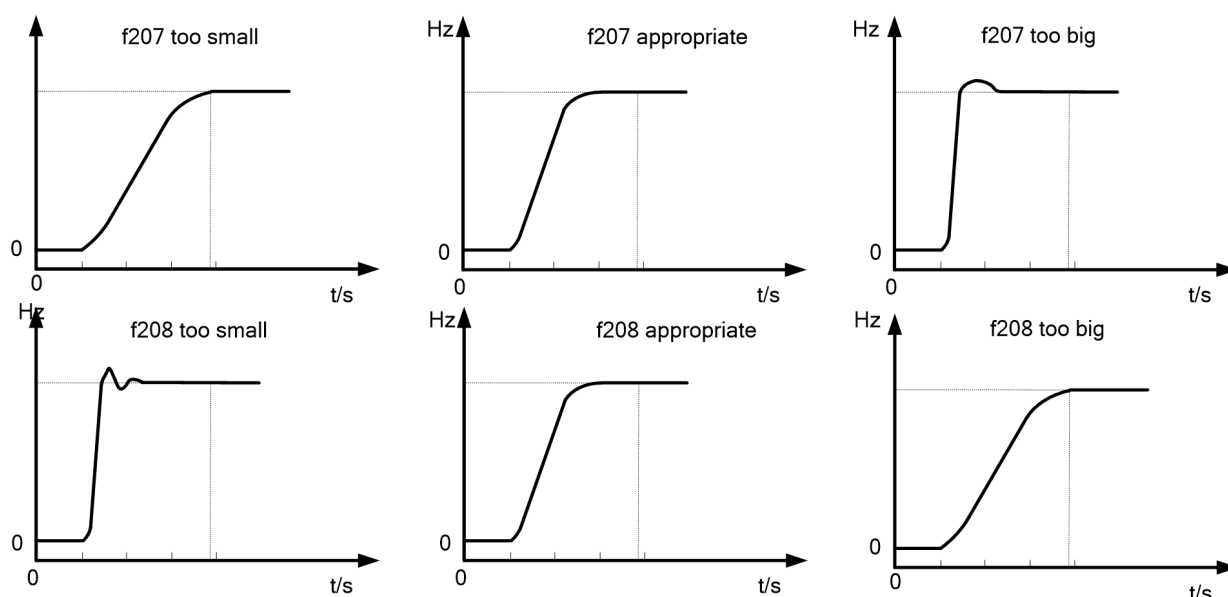 f207 too small
0
0
t/s
Hz
f207 appropriate
0
0
t/s
Hz
f207 too big
0
0
t/s
Hz
f208 too small
0
0
t/s
Hz
f208 appropriate
0
0
t/s
Hz
f208 too big
0
0
t/s